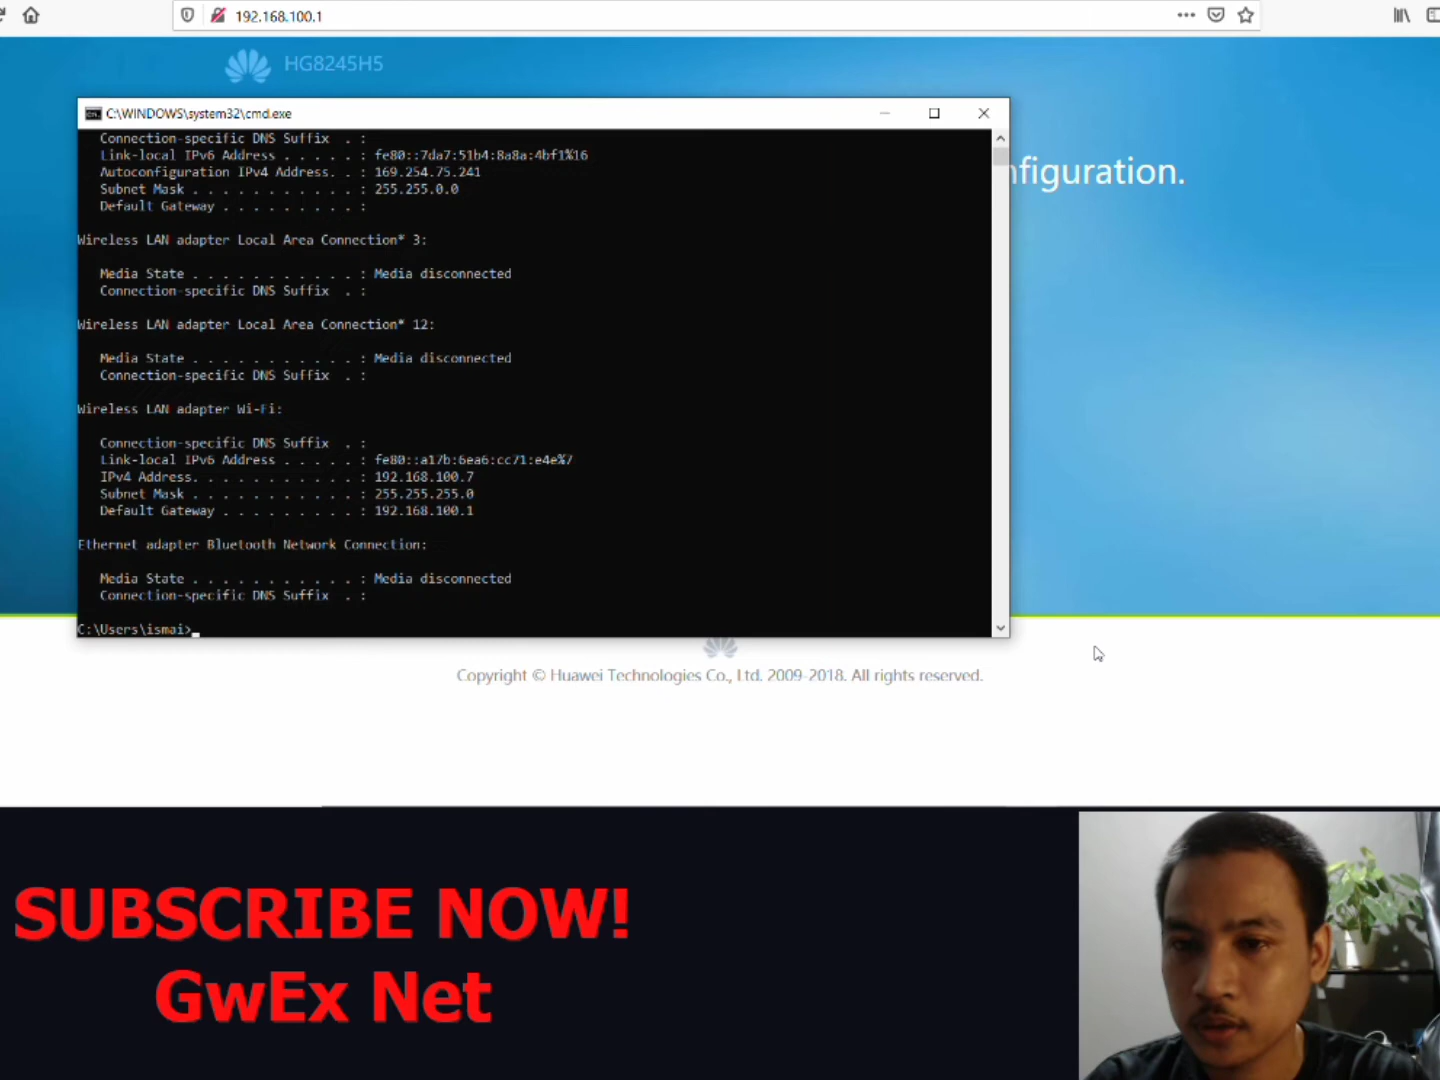 192.168.100.1
HG8245H5
nfiguration.
C:\WINDOWS\system32\cmd.exe
Connection-specific DNS Suffix . :
Link-local IPv6 Address . . . . . : fe80::7da7:51b4:8a8a:4bf1%16
Autoconfiguration IPv4 Address. . : 169.254.75.241
Subnet Mask . . . . . . . . . . . : 255.255.0.0
Default Gateway . . . . . . . . . :
Wireless LAN adapter Local Area Connection* 3:
Media State . . . . . . . . . . . : Media disconnected
Connection-specific DNS Suffix . :
Wireless LAN adapter Local Area Connection* 12:
Media State . . . . . . . . . . . : Media disconnected
Connection-specific DNS Suffix . :
Wireless LAN adapter Wi-Fi:
Connection-specific DNS Suffix . :
Link-local IPv6 Address . . . . . : fe80::a17b:6ea6:cc71:e4e%7
IPv4 Address. . . . . . . . . . . : 192.168.100.7
Subnet Mask . . . . . . . . . . . : 255.255.255.0
Default Gateway . . . . . . . . . : 192.168.100.1
Ethernet adapter Bluetooth Network Connection:
Media State . . . . . . . . . . . : Media disconnected
Connection-specific DNS Suffix . :
C:\Users\ismai>
Copyright © Huawei Technologies Co., Ltd. 2009-2018. All rights reserved.
SUBSCRIBE NOW!
GwEx Net